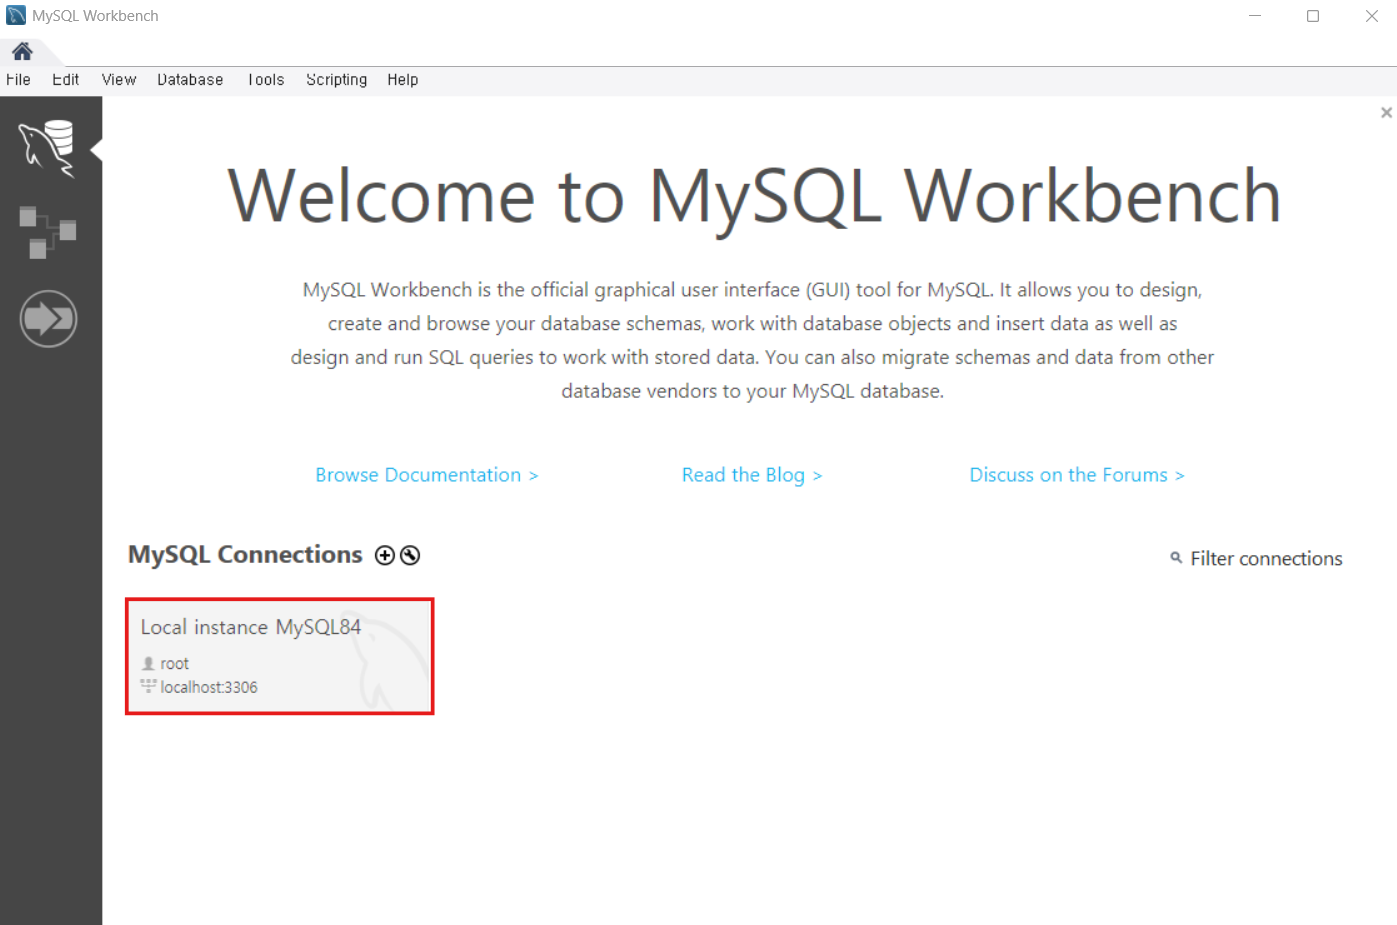 MySQL Workbench
File Edit View Database Tools Scripting Help
Welcome to MySQL Workbench
MySQL Workbench is the official graphical user interface (GUI) tool for MySQL. It allows you to design,
create and browse your database schemas, work with database objects and insert data as well as
design and run SQL queries to work with stored data. You can also migrate schemas and data from other
database vendors to your MySQL database.
Browse Documentation > Read the Blog > Discuss on the Forums >
MySQL Connections Filter connections
Local instance MySQL84
root
localhost:3306